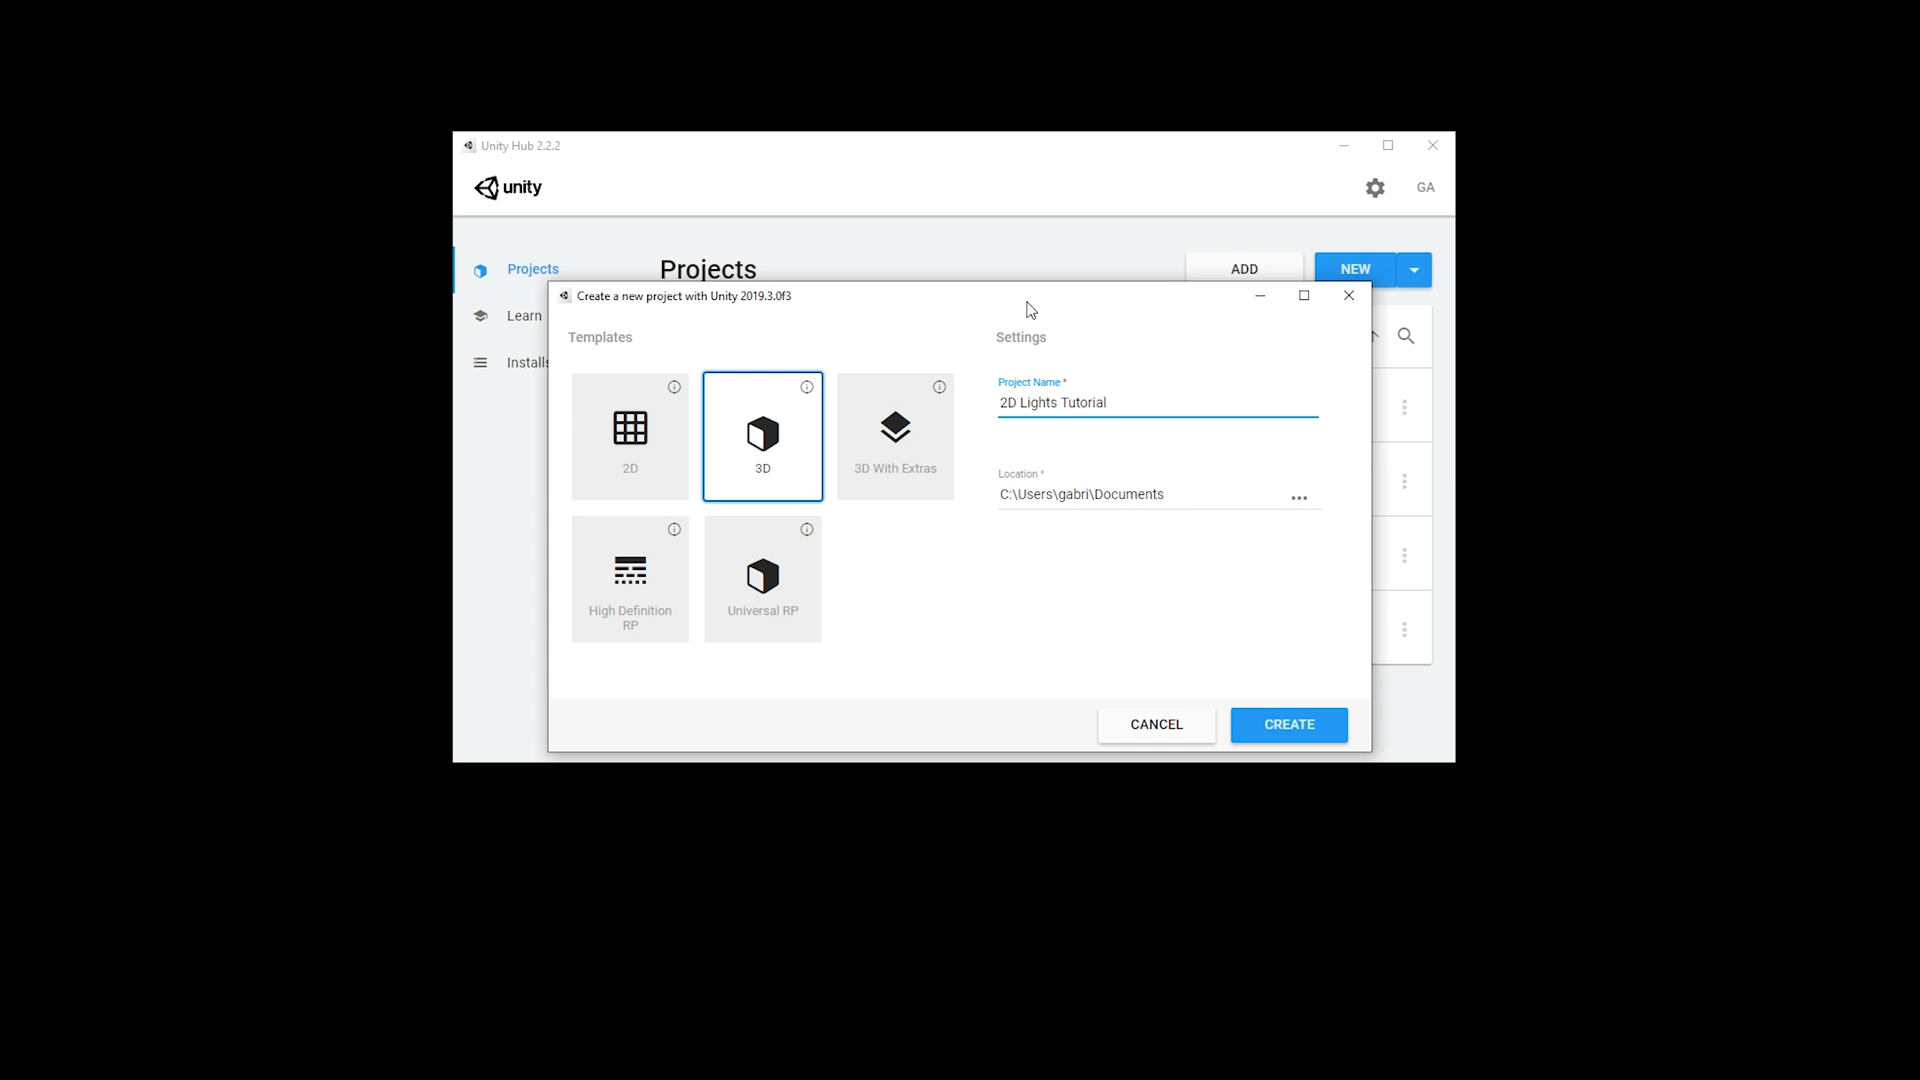 Unity Hub 2.2.2
unity
GA
Projects
Learn
Installs
Projects
ADD
NEW
Create a new project with Unity 2019.3.0f3
Templates
Settings
2D
3D
3D With Extras
High Definition
RP
Universal RP
Project Name *
2D Lights Tutorial
Location *
C:\Users\gabri\Documents
CANCEL
CREATE